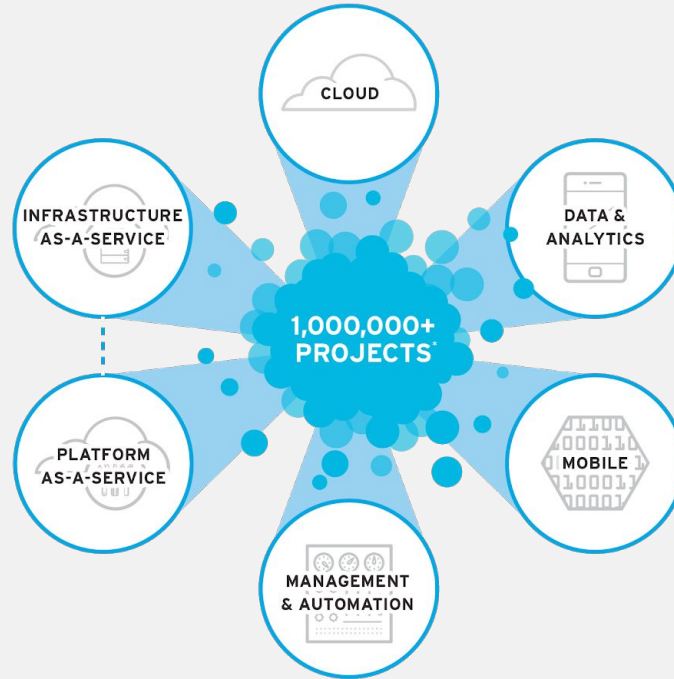 CLOUD
INFRASTRUCTURE
AS-A-SERVICE
DATA &
ANALYTICS
1,000,000+
PROJECTS*
PLATFORM
AS-A-SERVICE
MOBILE
MANAGEMENT
& AUTOMATION